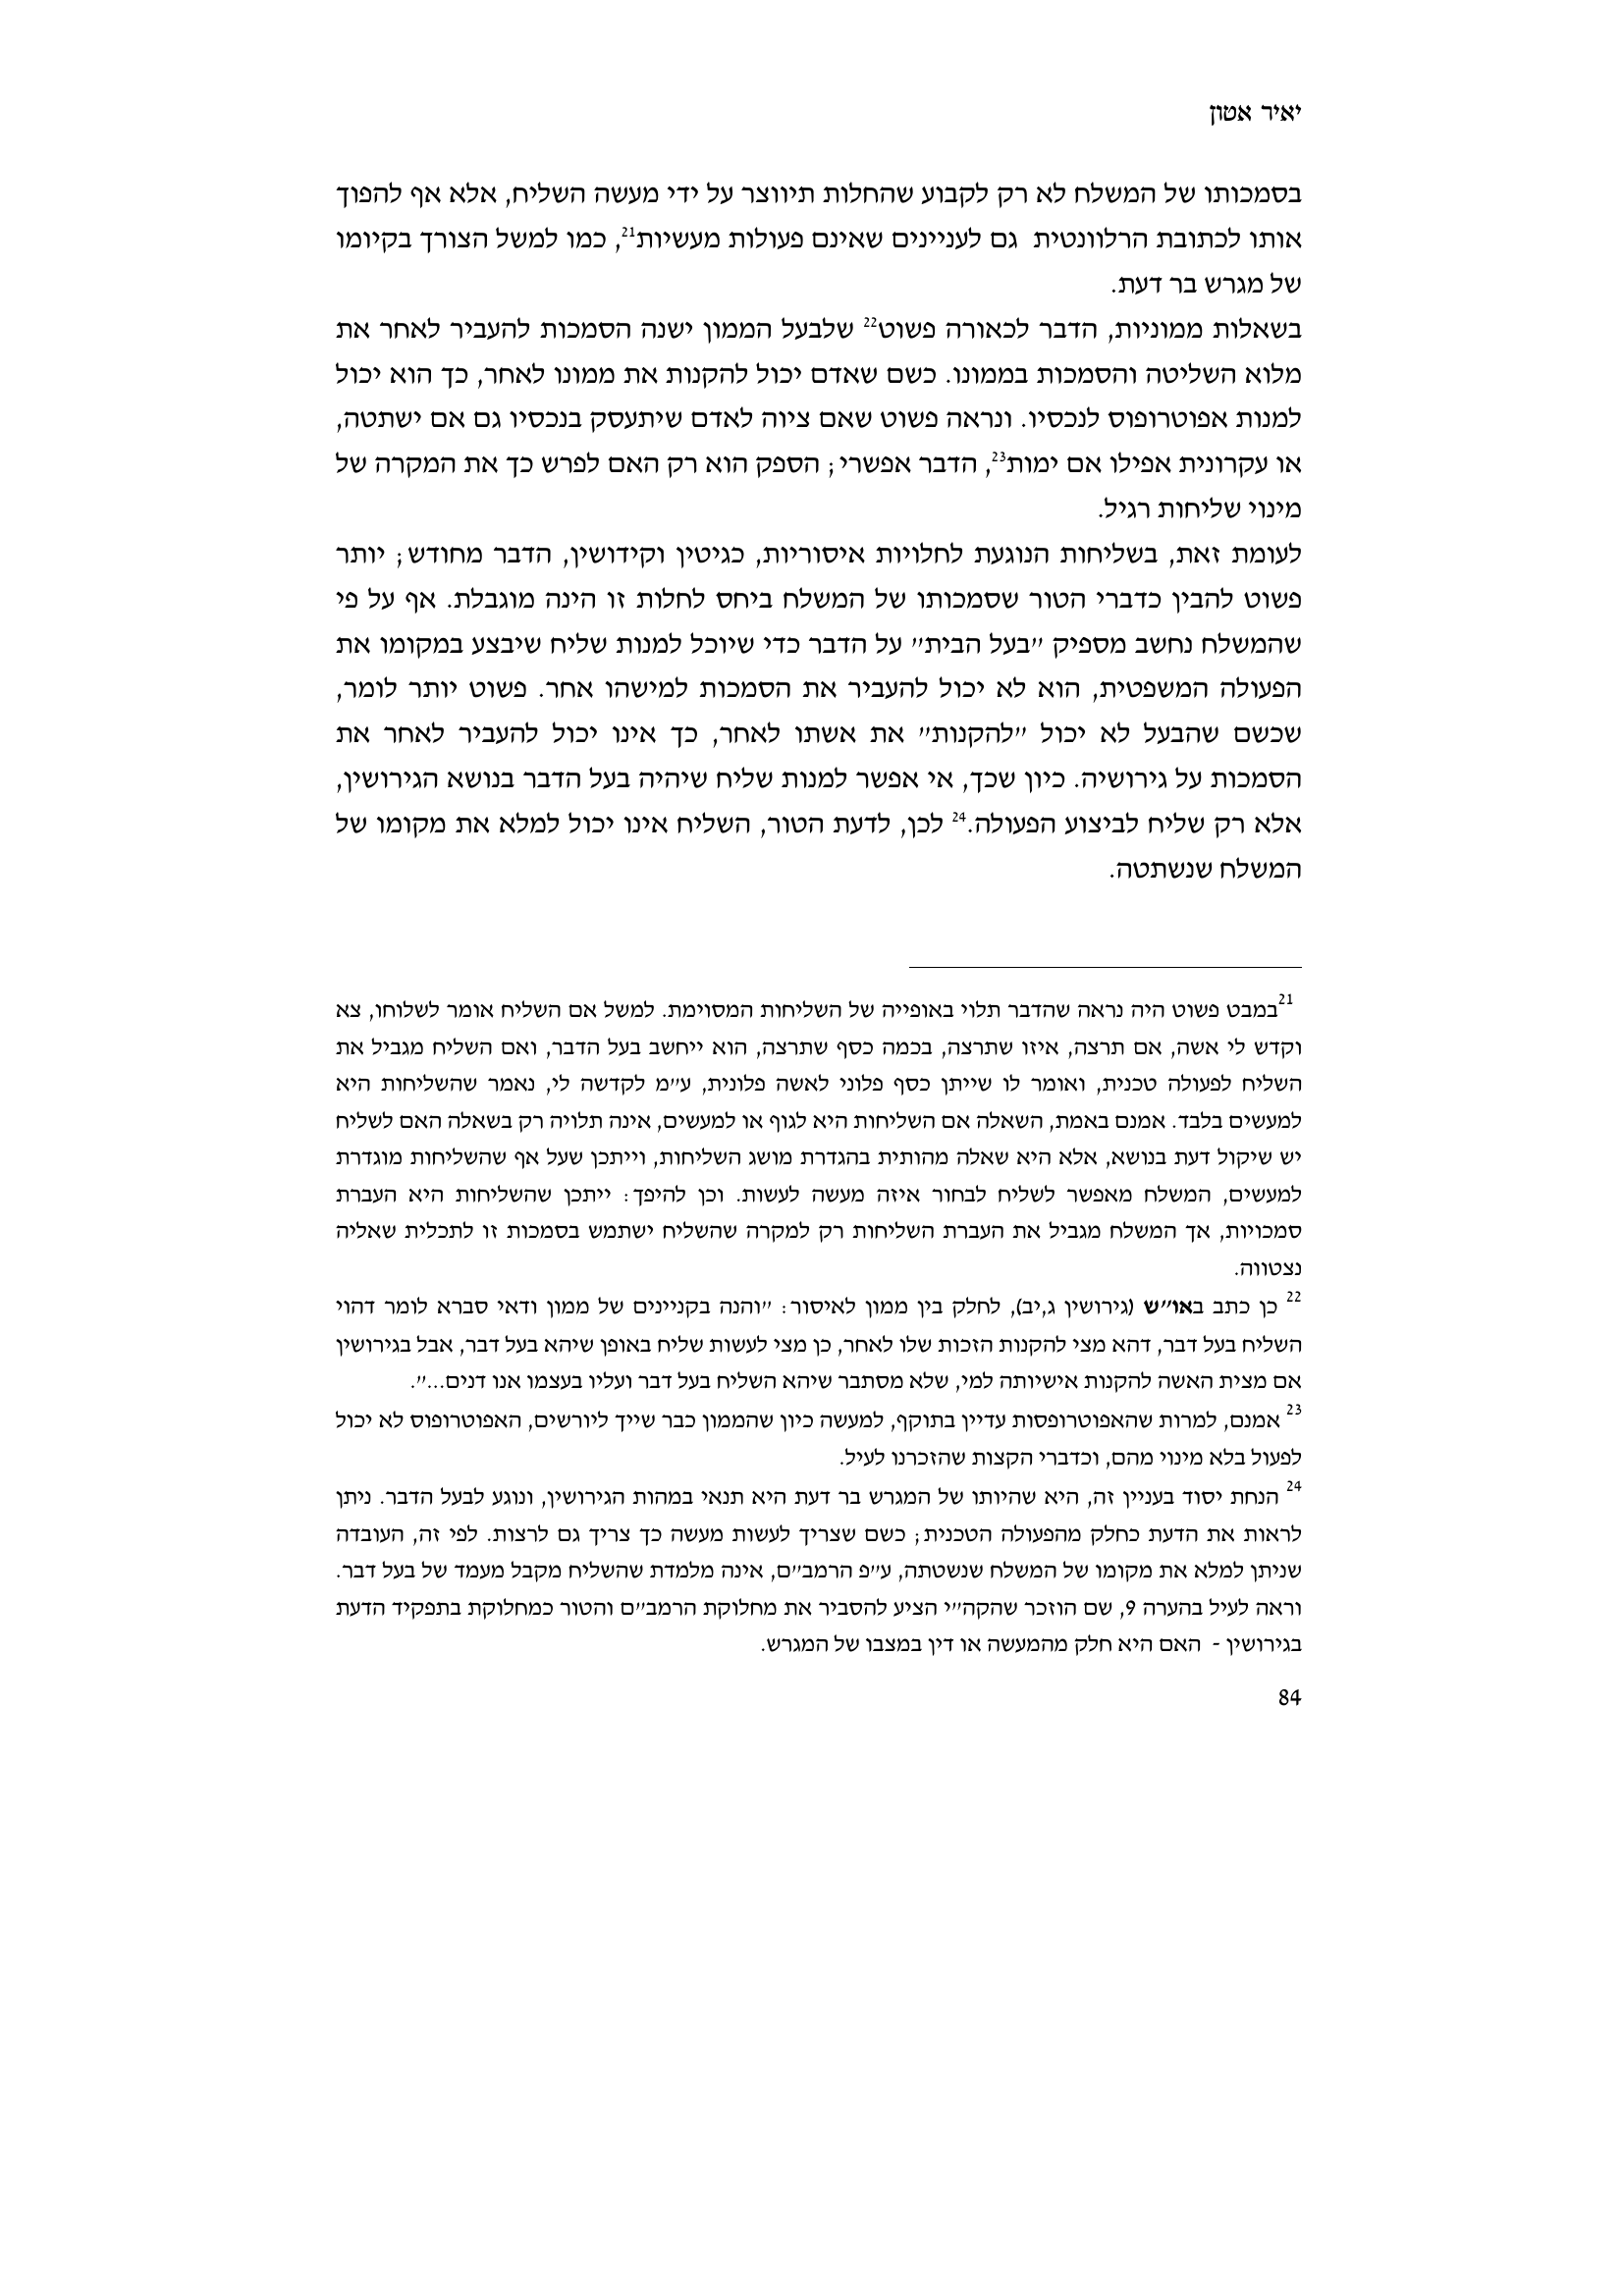 יאיר אטון
בסמכותו של המשלח לא רק לקבוע שהחלות תיווצר על ידי מעשה השליח, אלא אף להפוך
אותו לכתובת הרלוונטית גם לעניינים שאינם פעולות מעשיות21, כמו למשל הצורך בקיומו
של מגרש בר דעת.
בשאלות ממוניות, הדבר לכאורה פשוט22 שלבעל הממון ישנה הסמכות להעביר לאחר את
מלוא השליטה והסמכות בממונו. כשם שאדם יכול להקנות את ממונו לאחר, כך הוא יכול
למנות אפוטרופוס לנכסיו. ונראה פשוט שאם ציוה לאדם שיתעסק בנכסיו גם אם ישתטה,
או עקרונית אפילו אם ימות23, הדבר אפשרי; הספק הוא רק האם לפרש כך את המקרה של
מינוי שליחות רגיל.
לעומת זאת, בשליחות הנוגעת לחלויות איסוריות, כגיטין וקידושין, הדבר מחודש; יותר
פשוט להבין כדברי הטור שסמכותו של המשלח ביחס לחלות זו הינה מוגבלת. אף על פי
שהמשלח נחשב מספיק "בעל הבית" על הדבר כדי שיוכל למנות שליח שיבצע במקומו את
הפעולה המשפטית, הוא לא יכול להעביר את הסמכות למישהו אחר. פשוט יותר לומר,
שכשם שהבעל לא יכול "להקנות" את אשתו לאחר, כך אינו יכול להעביר לאחר את
הסמכות על גירושיה. כיון שכך, אי אפשר למנות שליח שיהיה בעל הדבר בנושא הגירושין,
אלא רק שליח לביצוע הפעולה.24 לכן, לדעת הטור, השליח אינו יכול למלא את מקומו של
המשלח שנשתטה.
21במבט פשוט היה נראה שהדבר תלוי באופייה של השליחות המסוימת. למשל אם השליח אומר לשלוחו, צא
וקדש לי אשה, אם תרצה, איזו שתרצה, בכמה כסף שתרצה, הוא ייחשב בעל הדבר, ואם השליח מגביל את
השליח לפעולה טכנית, ואומר לו שייתן כסף פלוני לאשה פלונית, ע"מ לקדשה לי, נאמר שהשליחות היא
למעשים בלבד. אמנם באמת, השאלה אם השליחות היא לגוף או למעשים, אינה תלויה רק בשאלה האם לשליח
יש שיקול דעת בנושא, אלא היא שאלה מהותית בהגדרת מושג השליחות, וייתכן שעל אף שהשליחות מוגדרת
למעשים, המשלח מאפשר לשליח לבחור איזה מעשה לעשות. וכן להיפך: ייתכן שהשליחות היא העברת
סמכויות, אך המשלח מגביל את העברת השליחות רק למקרה שהשליח ישתמש בסמכות זו לתכלית שאליה
נצטווה.
22 כן כתב באו"ש (גירושין ג,יב), לחלק בין ממון לאיסור: "והנה בקניינים של ממון ודאי סברא לומר דהוי
השליח בעל דבר, דהא מצי להקנות הזכות שלו לאחר, כן מצי לעשות שליח באופן שיהא בעל דבר, אבל בגירושין
אם מצית האשה להקנות אישיותה למי, שלא מסתבר שיהא השליח בעל דבר ועליו בעצמו אנו דנים...".
23 אמנם, למרות שהאפוטרופסות עדיין בתוקף, למעשה כיון שהממון כבר שייך ליורשים, האפוטרופוס לא יכול
לפעול בלא מינוי מהם, וכדברי הקצות שהזכרנו לעיל.
24 הנחת יסוד בעניין זה, היא שהיותו של המגרש בר דעת היא תנאי במהות הגירושין, ונוגע לבעל הדבר. ניתן
לראות את הדעת כחלק מהפעולה הטכנית; כשם שצריך לעשות מעשה כך צריך גם לרצות. לפי זה, העובדה
שניתן למלא את מקומו של המשלח שנשתטה, ע"פ הרמב"ם, אינה מלמדת שהשליח מקבל מעמד של בעל דבר.
וראה לעיל בהערה 9, שם הוזכר שהקה"י הציע להסביר את מחלוקת הרמב"ם והטור כמחלוקת בתפקיד הדעת
בגירושין - האם היא חלק מהמעשה או דין במצבו של המגרש.
84